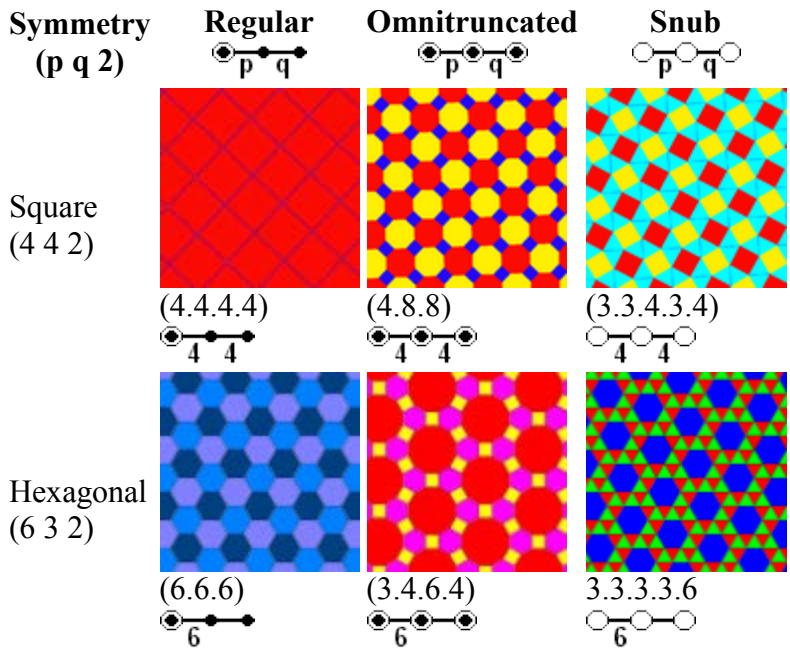 Symmetry
(p q 2)
Regular
p q
Omnitruncated
p q
Snub
p q
Square
(4 4 2)
(4.4.4.4)
4 4
(4.8.8)
4 4
(3.3.4.3.4)
4 4
Hexagonal
(6 3 2)
(6.6.6)
6
(3.4.6.4)
6
3.3.3.3.6
6